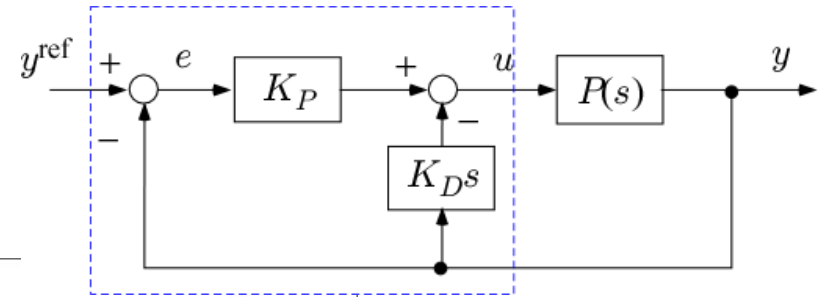 y^ref + e K_P + u P(s) y
−
−
K_D s